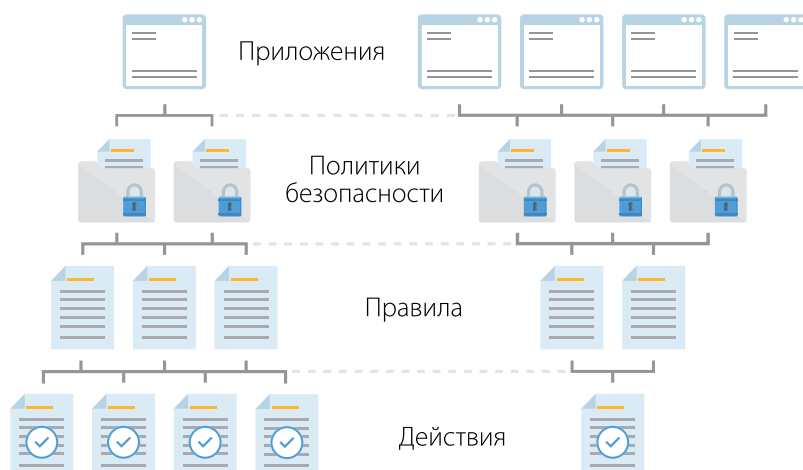 Приложения
Политики
безопасности
Правила
Действия